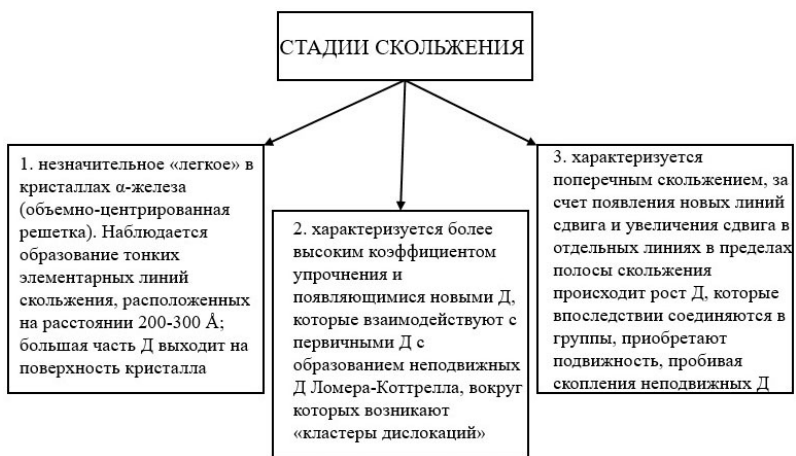 СТАДИИ СКОЛЬЖЕНИЯ
1. незначительное «легкое» в
кристаллах α-железа
(объемно-центрированная
решетка). Наблюдается
образование тонких
элементарных линий
скольжения, расположенных
на расстоянии 200-300 Å;
большая часть Д выходит на
поверхность кристалла
2. характеризуется более
высоким коэффициентом
упрочнения и
появляющимися новыми Д,
которые взаимодействуют с
первичными Д с
образованием неподвижных
Д Ломера-Коттрелла, вокруг
которых возникают
«кластеры дислокаций»
3. характеризуется
поперечным скольжением, за
счет появления новых линий
сдвига и увеличения сдвига в
отдельных линиях в пределах
полосы скольжения
происходит рост Д, которые
впоследствии соединяются в
группы, приобретают
подвижность, пробивая
скопления неподвижных Д